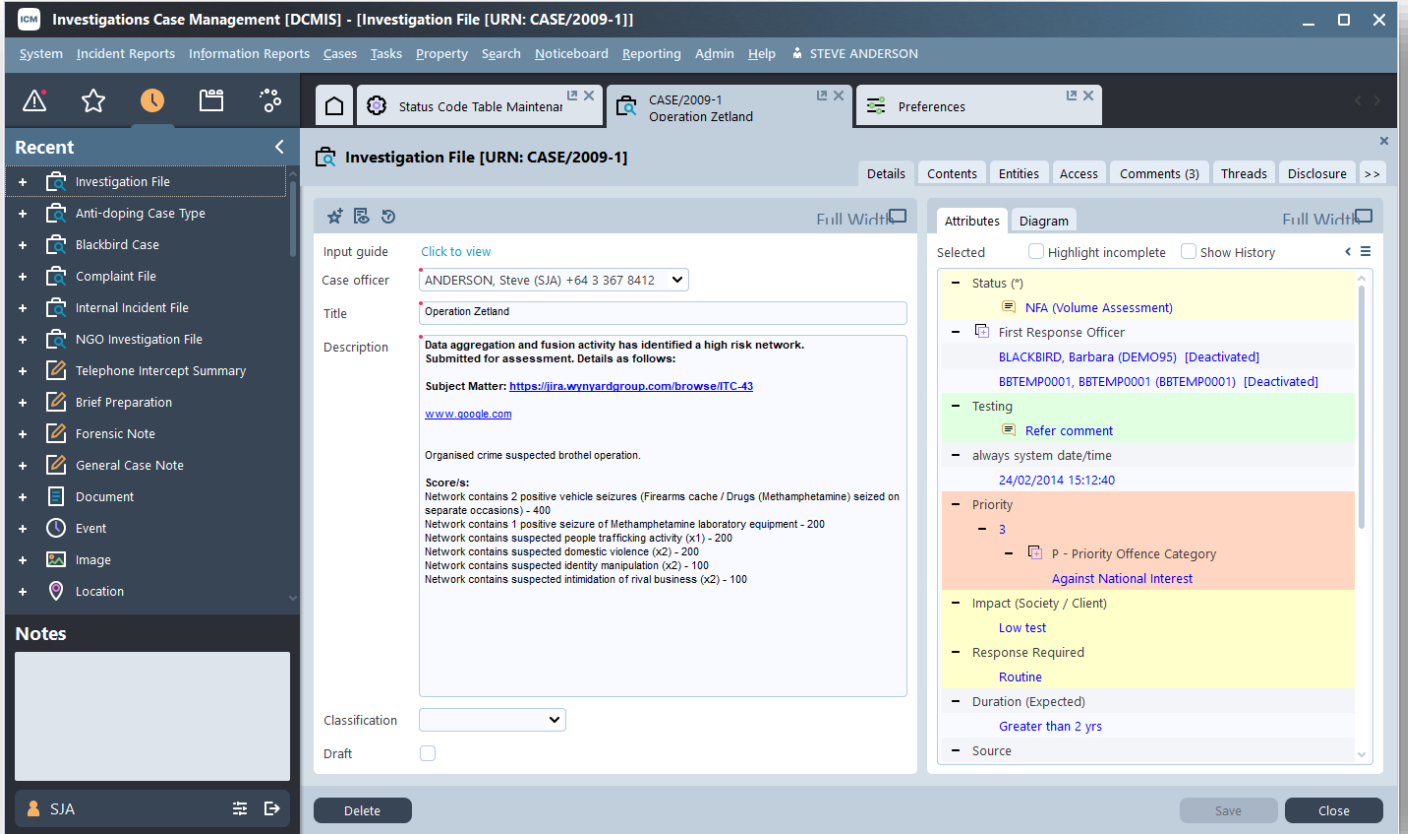 ICM Investigations Case Management [DCMIS] - [Investigation File [URN: CASE/2009-1]]
System Incident Reports Information Reports Cases Tasks Property Search Noticeboard Reporting Admin Help STEVE ANDERSON
Status Code Table Maintenan
CASE/2009-1
Operation Zetland
Preferences
Recent
Investigation File
Anti-doping Case Type
Blackbird Case
Complaint File
Internal Incident File
NGO Investigation File
Telephone Intercept Summary
Brief Preparation
Forensic Note
General Case Note
Document
Event
Image
Location
Notes
SJA
Investigation File [URN: CASE/2009-1]
Details Contents Entities Access Comments (3) Threads Disclosure >>
Full Width
Input guide Click to view
Case officer ANDERSON, Steve (SJA) +64 3 367 8412
Title Operation Zetland
Description Data aggregation and fusion activity has identified a high risk network.
Submitted for assessment. Details as follows:
Subject Matter: https://jira.wynyardgroup.com/browse/ITC-43
www.google.com
Organised crime suspected brothel operation.
Score/s:
Network contains 2 positive vehicle seizures (Firearms cache / Drugs (Methamphetamine) seized on
separate occasions) - 400
Network contains 1 positive seizure of Methamphetamine laboratory equipment - 200
Network contains suspected people trafficking activity (x1) - 200
Network contains suspected domestic violence (x2) - 200
Network contains suspected identity manipulation (x2) - 100
Network contains suspected intimidation of rival business (x2) - 100
Classification
Draft
Attributes Diagram Full Width
Selected Highlight incomplete Show History
Status (*)
NFA (Volume Assessment)
First Response Officer
BLACKBIRD, Barbara (DEMO95) [Deactivated]
BBTEMP0001, BBTEMP0001 (BBTEMP0001) [Deactivated]
Testing
Refer comment
always system date/time
24/02/2014 15:12:40
Priority
3
P - Priority Offence Category
Against National Interest
Impact (Society / Client)
Low test
Response Required
Routine
Duration (Expected)
Greater than 2 yrs
Source
Delete Save Close